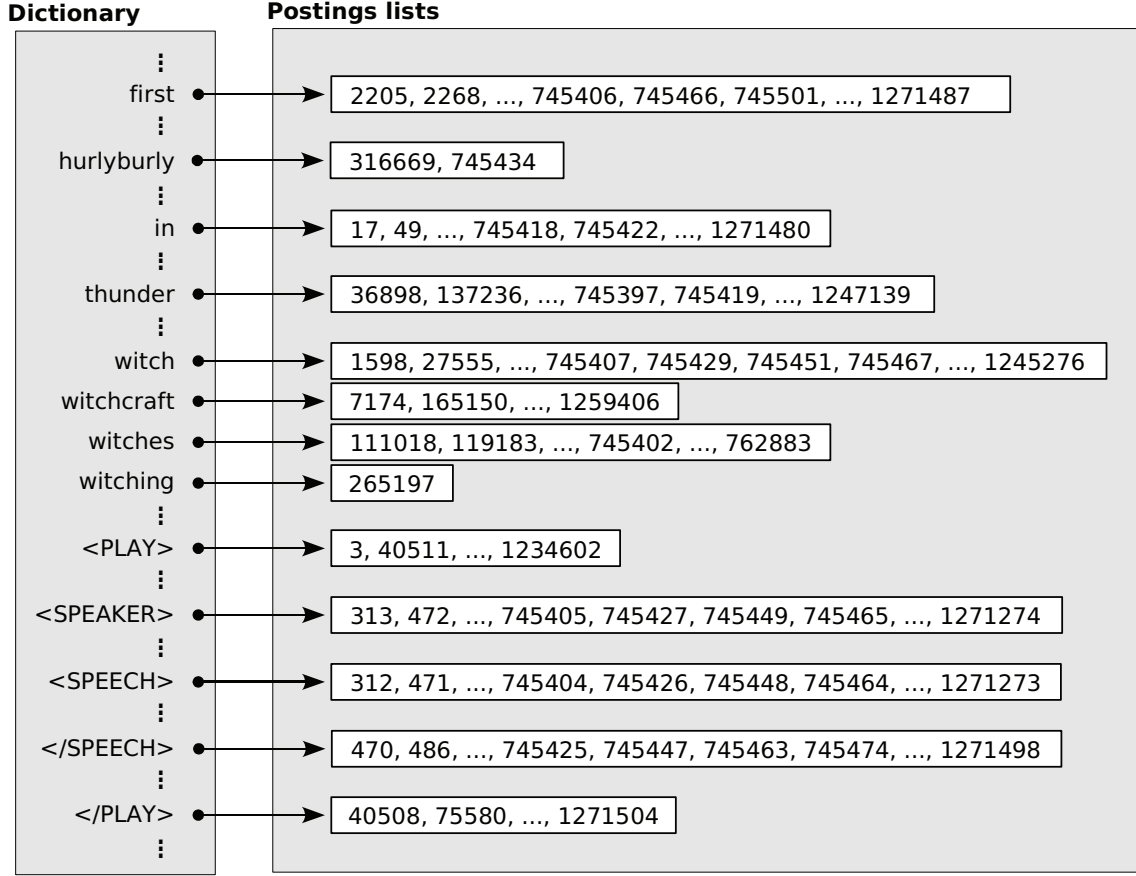 Dictionary Postings lists
first 2205, 2268, ..., 745406, 745466, 745501, ..., 1271487
hurlyburly 316669, 745434
in 17, 49, ..., 745418, 745422, ..., 1271480
thunder 36898, 137236, ..., 745397, 745419, ..., 1247139
witch 1598, 27555, ..., 745407, 745429, 745451, 745467, ..., 1245276
witchcraft 7174, 165150, ..., 1259406
witches 111018, 119183, ..., 745402, ..., 762883
witching 265197
<PLAY> 3, 40511, ..., 1234602
<SPEAKER> 313, 472, ..., 745405, 745427, 745449, 745465, ..., 1271274
<SPEECH> 312, 471, ..., 745404, 745426, 745448, 745464, ..., 1271273
</SPEECH> 470, 486, ..., 745425, 745447, 745463, 745474, ..., 1271498
</PLAY> 40508, 75580, ..., 1271504